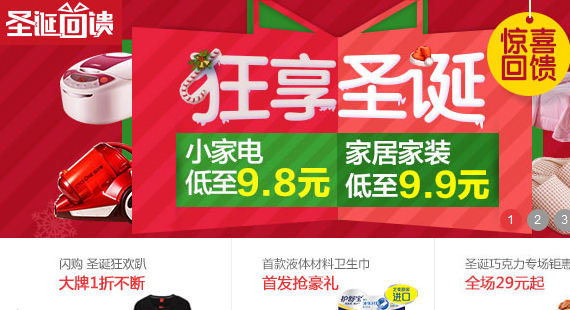 圣诞回馈
惊喜
回馈
狂享圣诞
小家电
低至9.8元
家居家装
低至9.9元
1 2 3
闪购 圣诞狂欢趴
大牌1折不断
首款液体材料卫生巾
首发抢豪礼
护舒宝
进口
圣诞巧克力专场钜惠
全场29元起